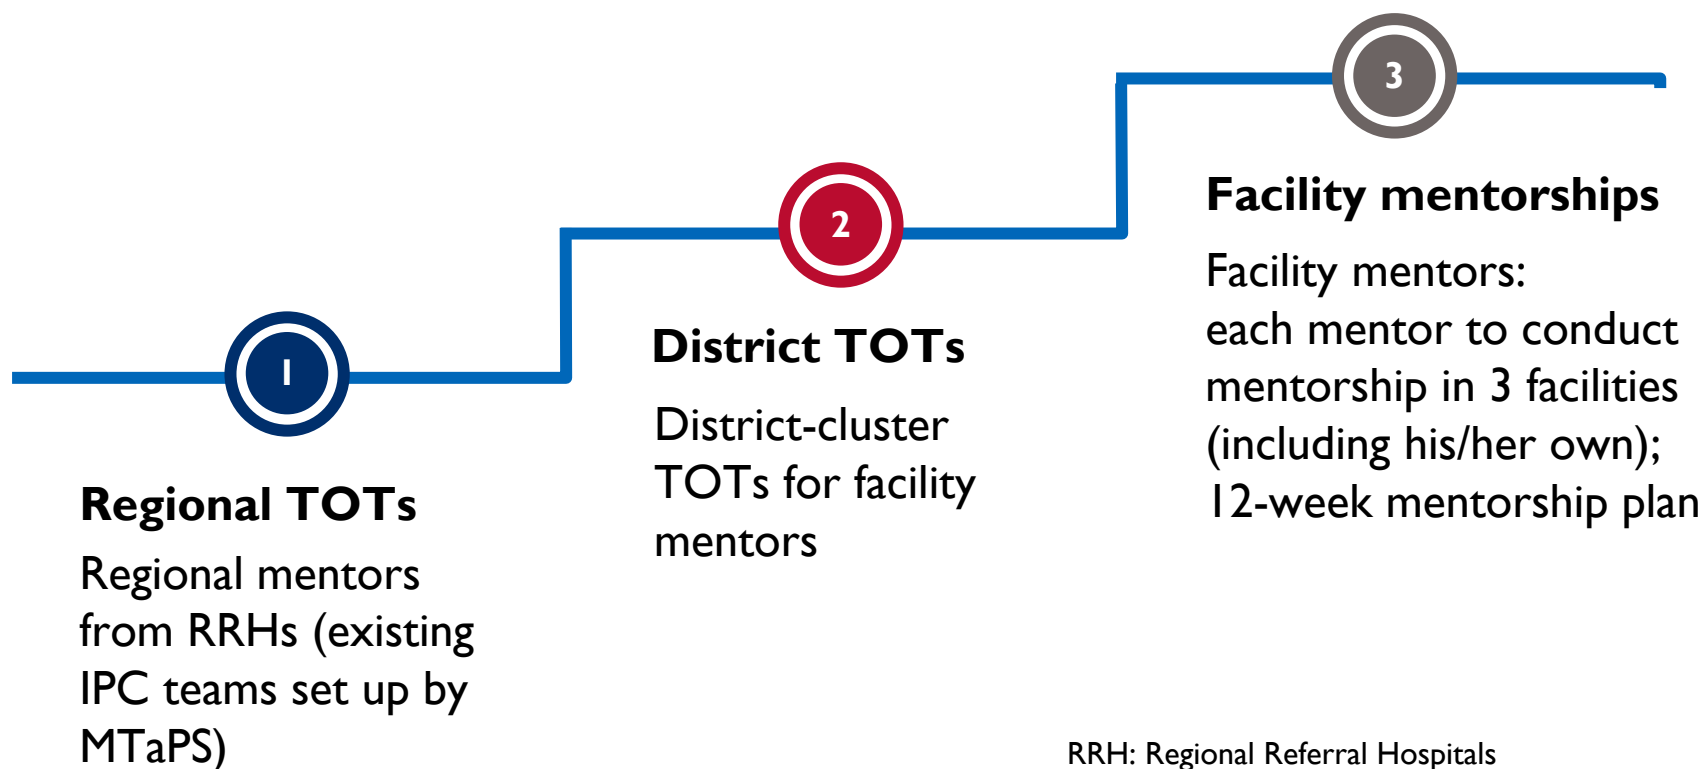 1
Regional TOTs
Regional mentors
from RRHs (existing
IPC teams set up by
MTaPS)
2
District TOTs
District-cluster
TOTs for facility
mentors
3
Facility mentorships
Facility mentors:
each mentor to conduct
mentorship in 3 facilities
(including his/her own);
12-week mentorship plan
RRH: Regional Referral Hospitals